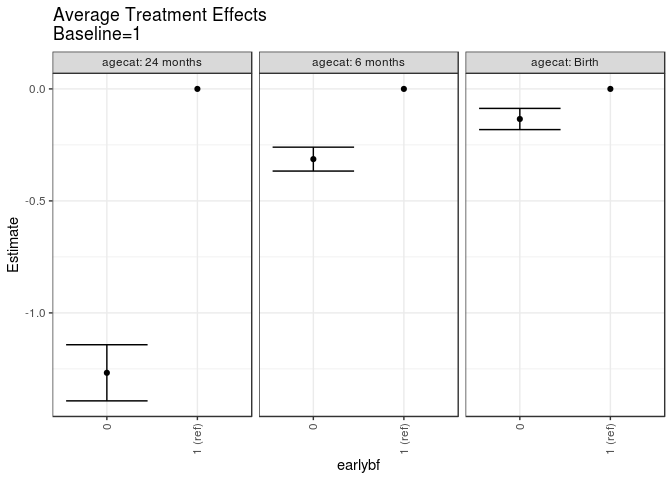 Average Treatment Effects
Baseline=1
agecat: 24 months
agecat: 6 months
agecat: Birth
0.0
-0.5
-1.0
Estimate
0
1 (ref)
0
1 (ref)
0
1 (ref)
earlybf